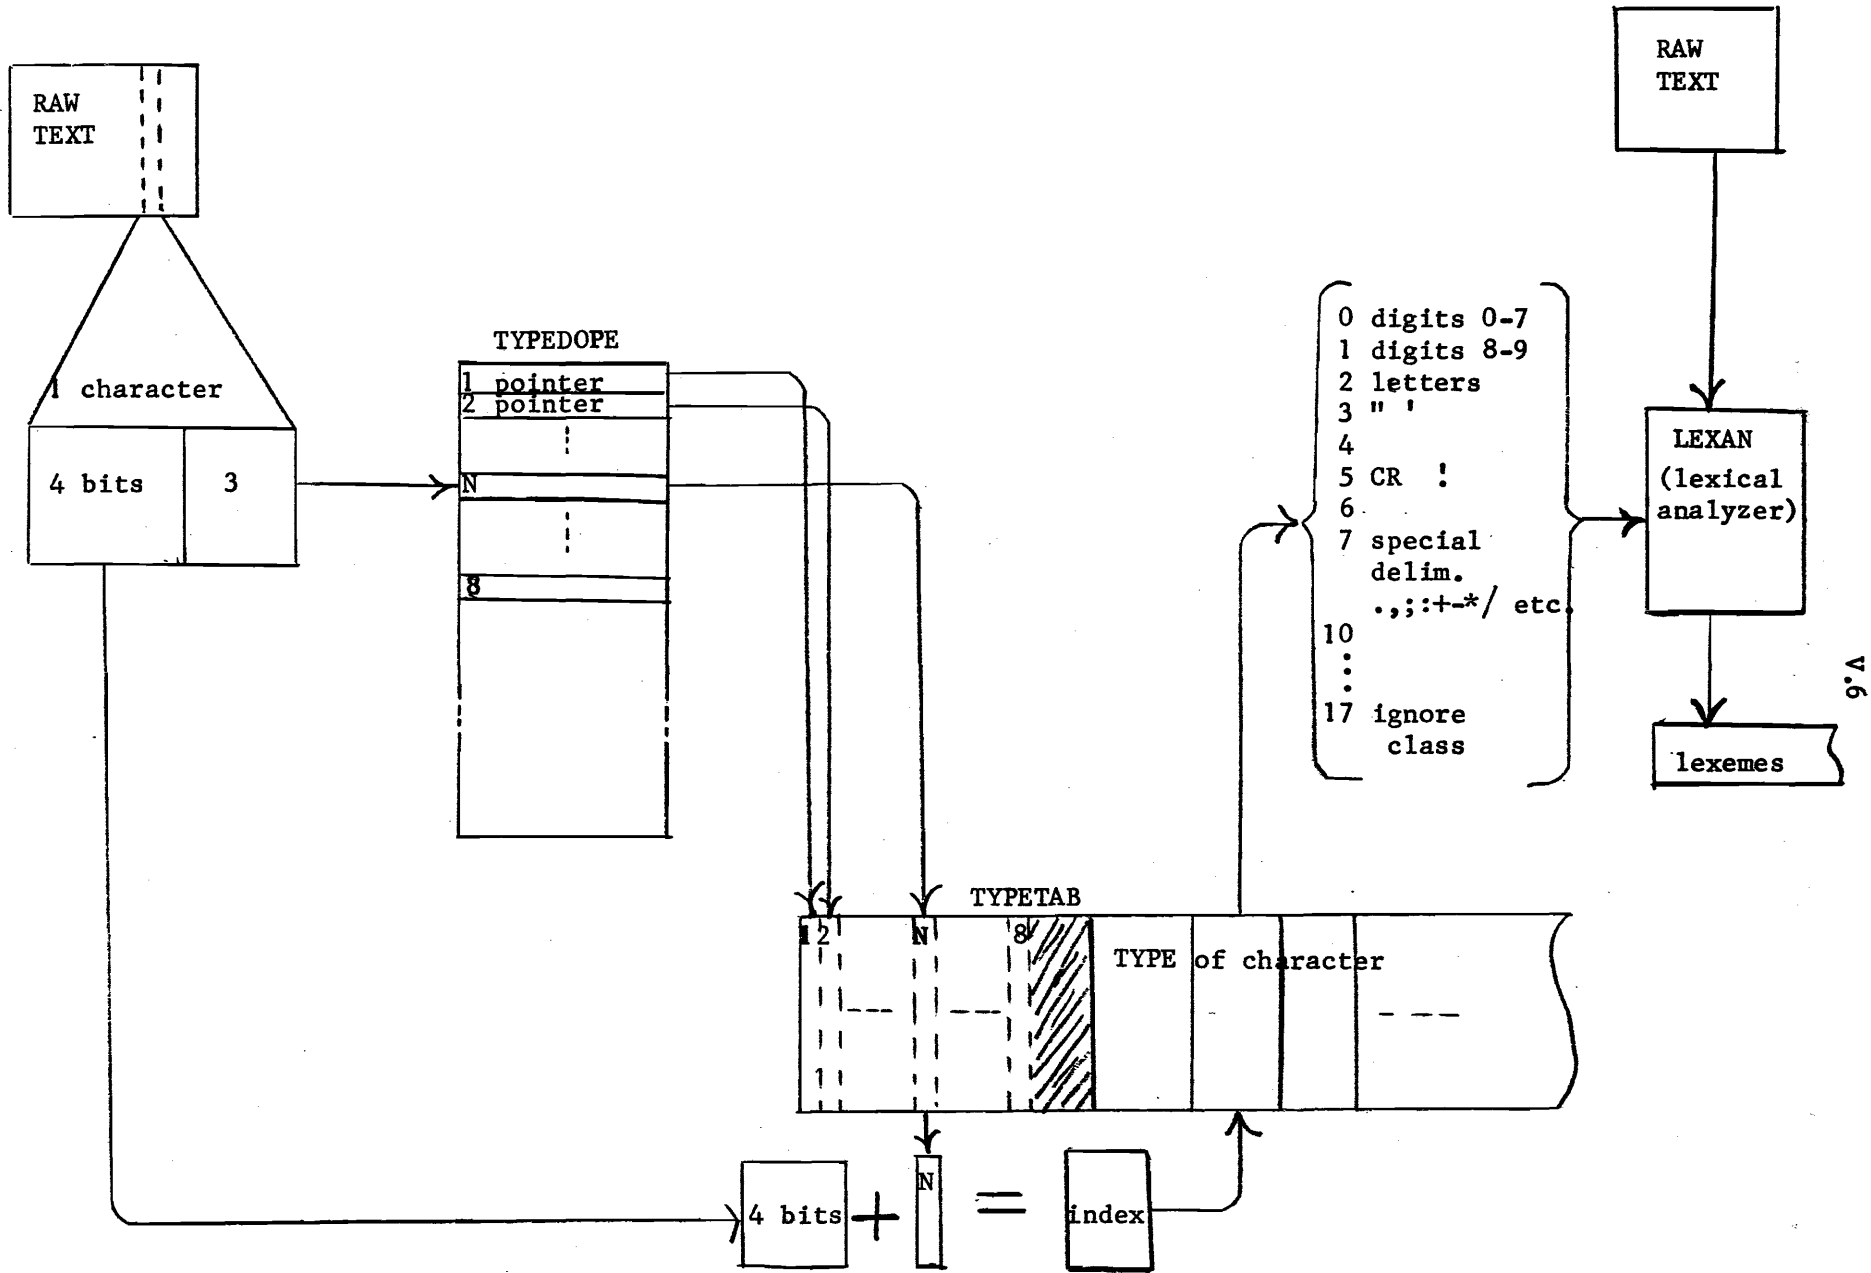 RAW
TEXT
1 character
4 bits 3
TYPEDOPE
1 pointer
2 pointer
N
8
RAW
TEXT
0 digits 0-7
1 digits 8-9
2 letters
3 " '
4
5 CR !
6
7 special
delim.
.,;:+-*/ etc.
10
17 ignore
class
LEXAN
(lexical
analyzer)
lexemes
V.6
TYPETAB
1 2 N 8
TYPE of character
1
4 bits + N = index